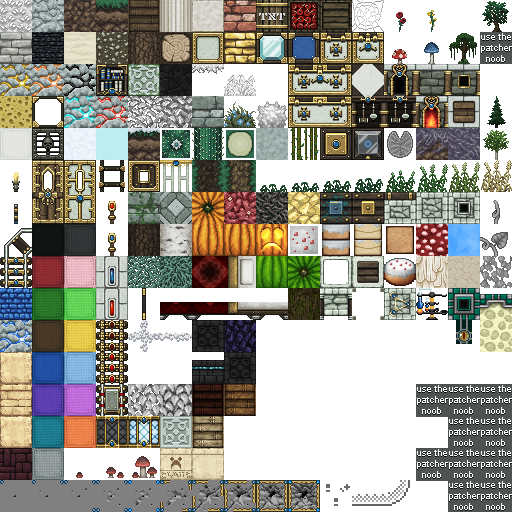 TXT
use the
patcher
noob
use the use the use the
patcher patcher patcher
noob noob noob
use the use the
patcher patcher
noob noob
use the use the use the
patcher patcher patcher
noob noob noob
use the use the
patcher patcher
noob noob